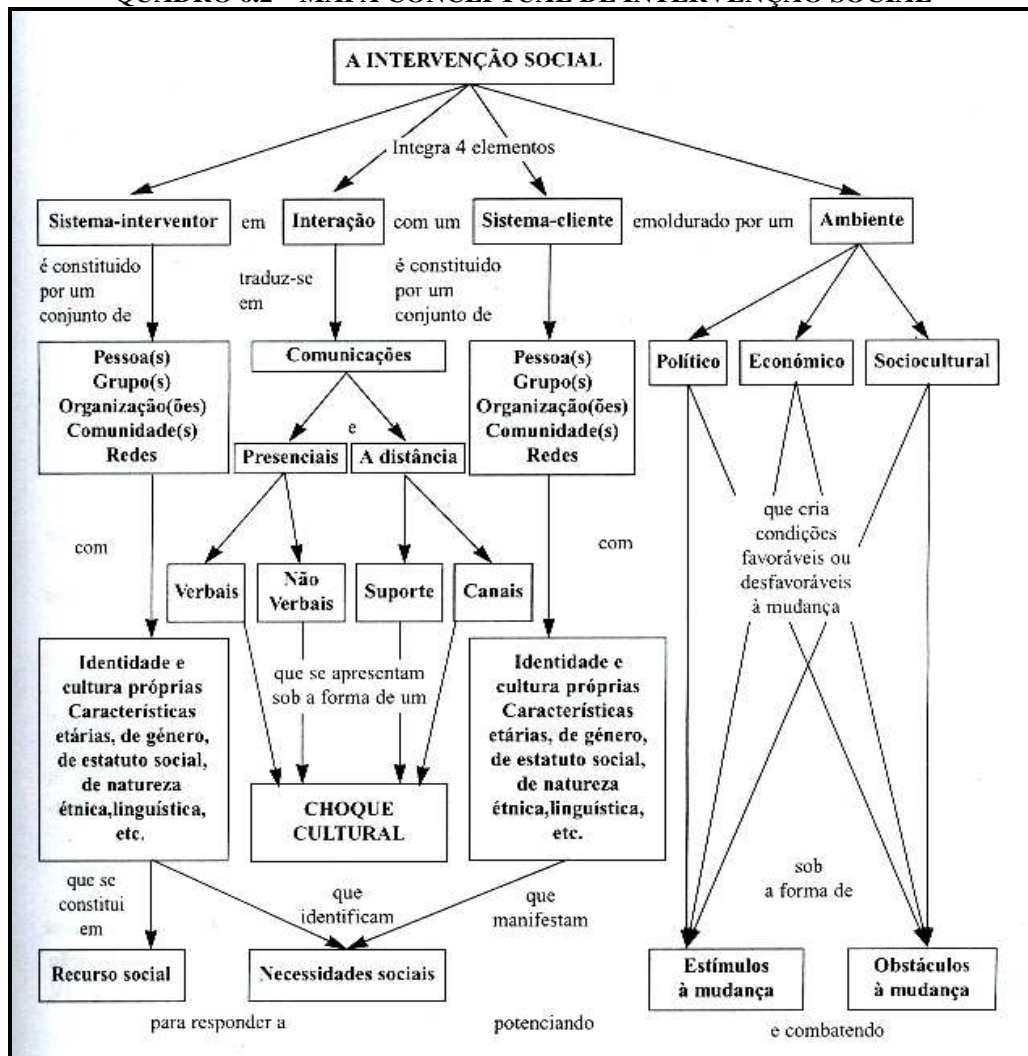 QUADRO 6.2 – MAPA CONCEPTUAL DE INTERVENÇÃO SOCIAL
A INTERVENÇÃO SOCIAL
Integra 4 elementos
Sistema-interventor em Interação com um Sistema-cliente emoldurado por um Ambiente
é constituido
por um
conjunto de
traduz-se
em
é constituido
por um
conjunto de
Pessoa(s)
Grupo(s)
Organização(ões)
Comunidade(s)
Redes
Comunicações
Pessoa(s)
Grupo(s)
Organização(ões)
Comunidade(s)
Redes
Político Económico Sociocultural
e
Presenciais A distância
que cria
condições
favoráveis ou
desfavoráveis
à mudança
com
com
Verbais
Não
Verbais
Suporte
Canais
Identidade e
cultura próprias
Características
etárias, de género,
de estatuto social,
de natureza
étnica,linguística,
etc.
que se apresentam
sob a forma de um
CHOQUE
CULTURAL
Identidade e
cultura próprias
Características
etárias, de género,
de estatuto social,
de natureza
étnica,linguística,
etc.
que se
constitui
em
que
identificam
que
manifestam
sob
a forma de
Recurso social
Necessidades sociais
Estímulos
à mudança
Obstáculos
à mudança
para responder a
potenciando
e combatendo